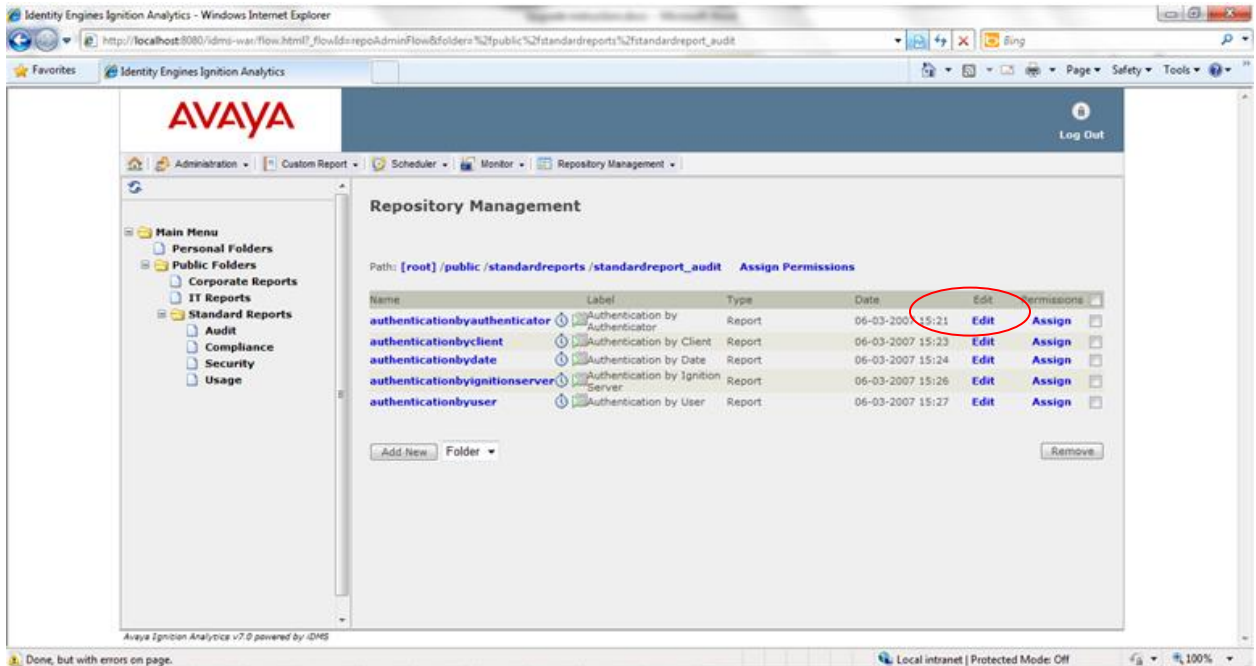 Identity Engines Ignition Analytics - Windows Internet Explorer
http://localhost:8080/idms-war/flow.html?_flowId=repoAdminFlow&folder=%2fpublic%2fstandardreports%2fstandardreport_audit
Bing
Favorites Identity Engines Ignition Analytics Page Safety Tools
AVAYA
Log Out
Administration Custom Report Scheduler Monitor Repository Management
Main Menu
Personal Folders
Public Folders
Corporate Reports
IT Reports
Standard Reports
Audit
Compliance
Security
Usage
Repository Management
Path: [root] /public /standardreports /standardreport_audit Assign Permissions
Name Label Type Date Edit Permissions
authenticationbyauthenticator Authentication by Authenticator Report 06-03-2007 15:21 Edit Assign
authenticationbyclient Authentication by Client Report 06-03-2007 15:23 Edit Assign
authenticationbydate Authentication by Date Report 06-03-2007 15:24 Edit Assign
authenticationbyignitionserver Authentication by Ignition Server Report 06-03-2007 15:26 Edit Assign
authenticationbyuser Authentication by User Report 06-03-2007 15:27 Edit Assign
Add New Folder Remove
Avaya Ignition Analytics v7.0 powered by iDMS
Done, but with errors on page. Local intranet | Protected Mode: Off 100%